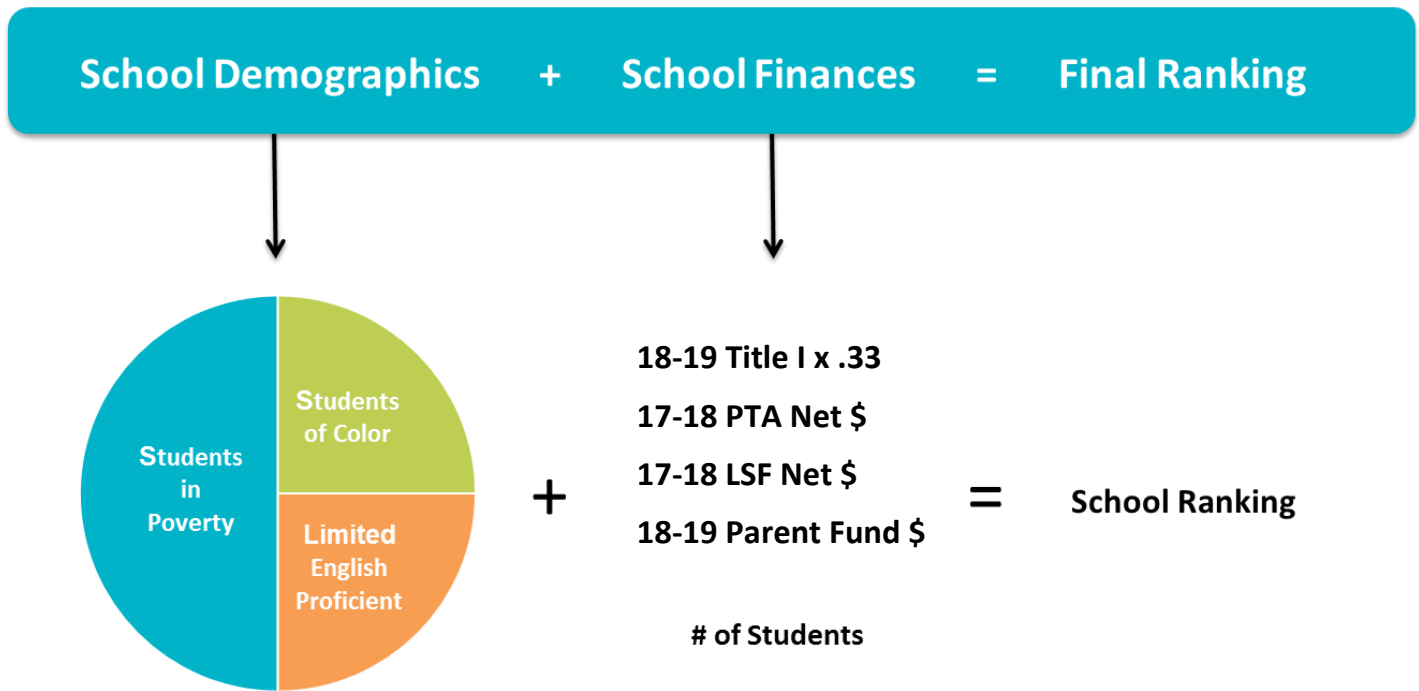 School Demographics + School Finances = Final Ranking
Students
in
Poverty
Students
of Color
Limited
English
Proficient
+
18-19 Title I x .33
17-18 PTA Net $
17-18 LSF Net $
18-19 Parent Fund $
# of Students
=
School Ranking